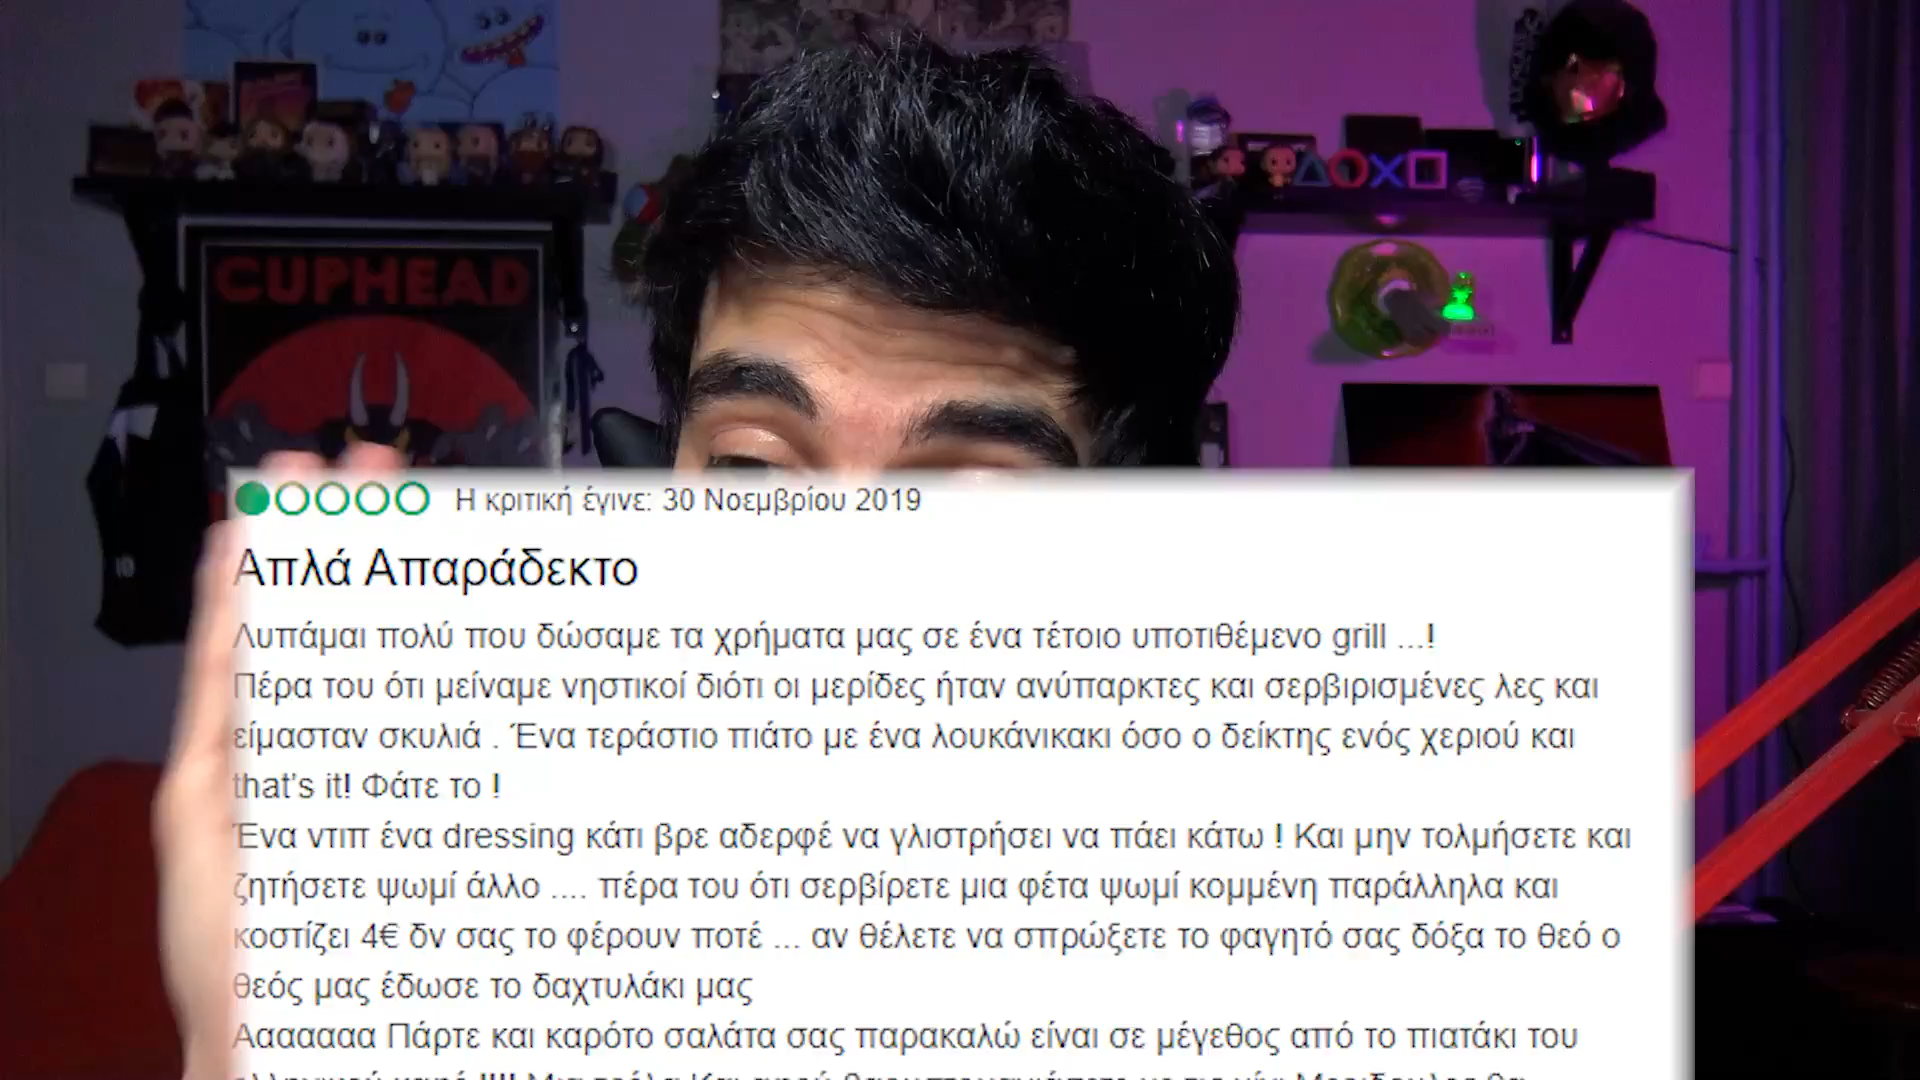 CUPHEAD
Η κριτική έγινε: 30 Νοεμβρίου 2019
Απλά Απαράδεκτο
Λυπάμαι πολύ που δώσαμε τα χρήματα μας σε ένα τέτοιο υποτιθέμενο grill ...!
Πέρα του ότι μείναμε νηστικοί διότι οι μερίδες ήταν ανύπαρκτες και σερβιρισμένες λες και
είμασταν σκυλιά . Ένα τεράστιο πιάτο με ένα λουκάνικακι όσο ο δείκτης ενός χεριού και
that's it! Φάτε το !
Ένα ντιπ ένα dressing κάτι βρε αδερφέ να γλιστρήσει να πάει κάτω ! Και μην τολμήσετε και
ζητήσετε ψωμί άλλο .... πέρα του ότι σερβίρετε μια φέτα ψωμί κομμένη παράλληλα και
κοστίζει 4€ δν σας το φέρουν ποτέ ... αν θέλετε να σπρώξετε το φαγητό σας δόξα το θεό ο
θεός μας έδωσε το δαχτυλάκι μας
Ααααααα Πάρτε και καρότο σαλάτα σας παρακαλώ είναι σε μέγεθος από το πιατάκι του